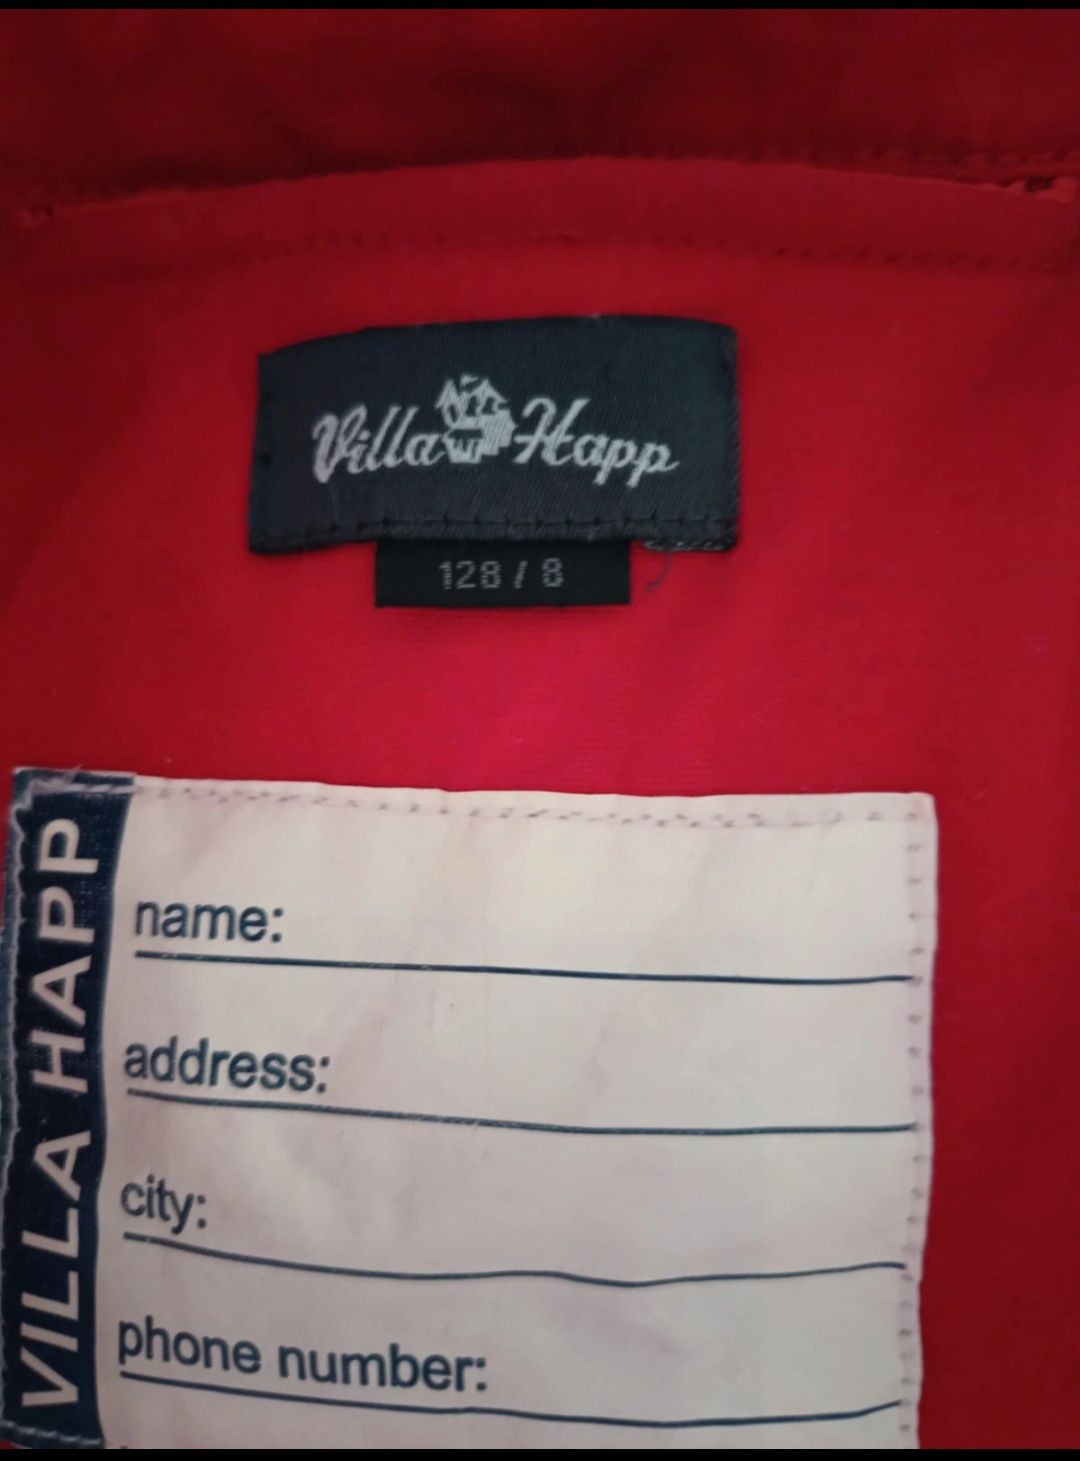 Villa Happ
128 / 8
VILLA HAPP
name:
address:
city:
phone number: